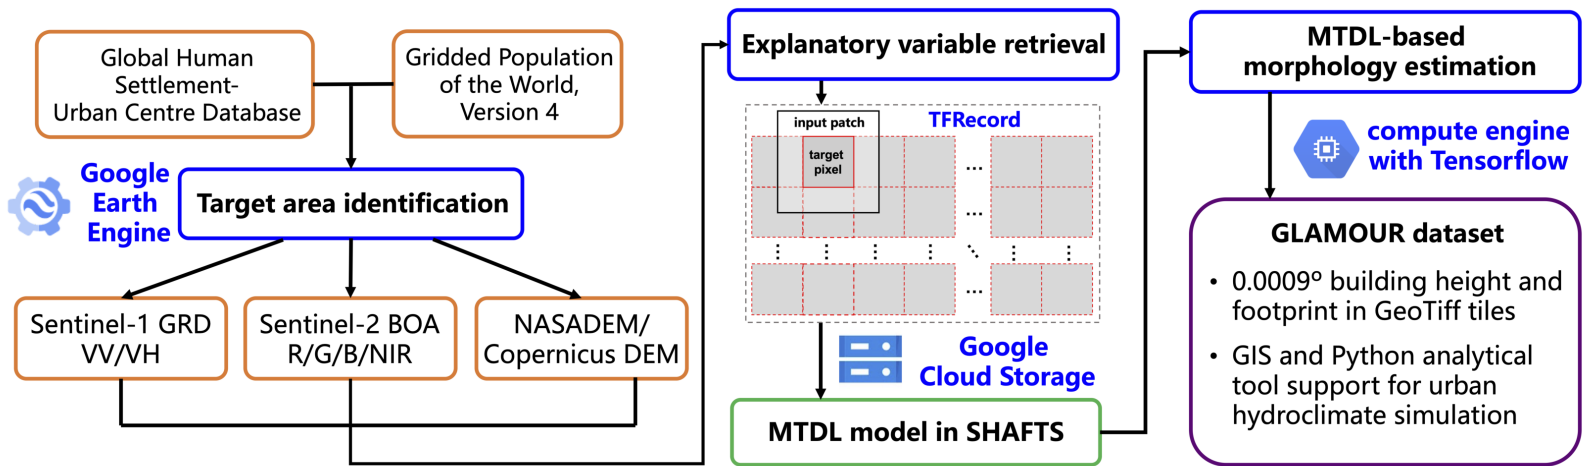 Global Human
Settlement-
Urban Centre Database
Gridded Population
of the World,
Version 4
Google
Earth
Engine
Target area identification
Sentinel-1 GRD
VV/VH
Sentinel-2 BOA
R/G/B/NIR
NASADEM/
Copernicus DEM
Explanatory variable retrieval
input patch
TFRecord
target
pixel
...
...
...
Google
Cloud Storage
MTDL model in SHAFTS
MTDL-based
morphology estimation
compute engine
with Tensorflow
GLAMOUR dataset
• 0.0009º building height and
footprint in GeoTiff tiles
• GIS and Python analytical
tool support for urban
hydroclimate simulation